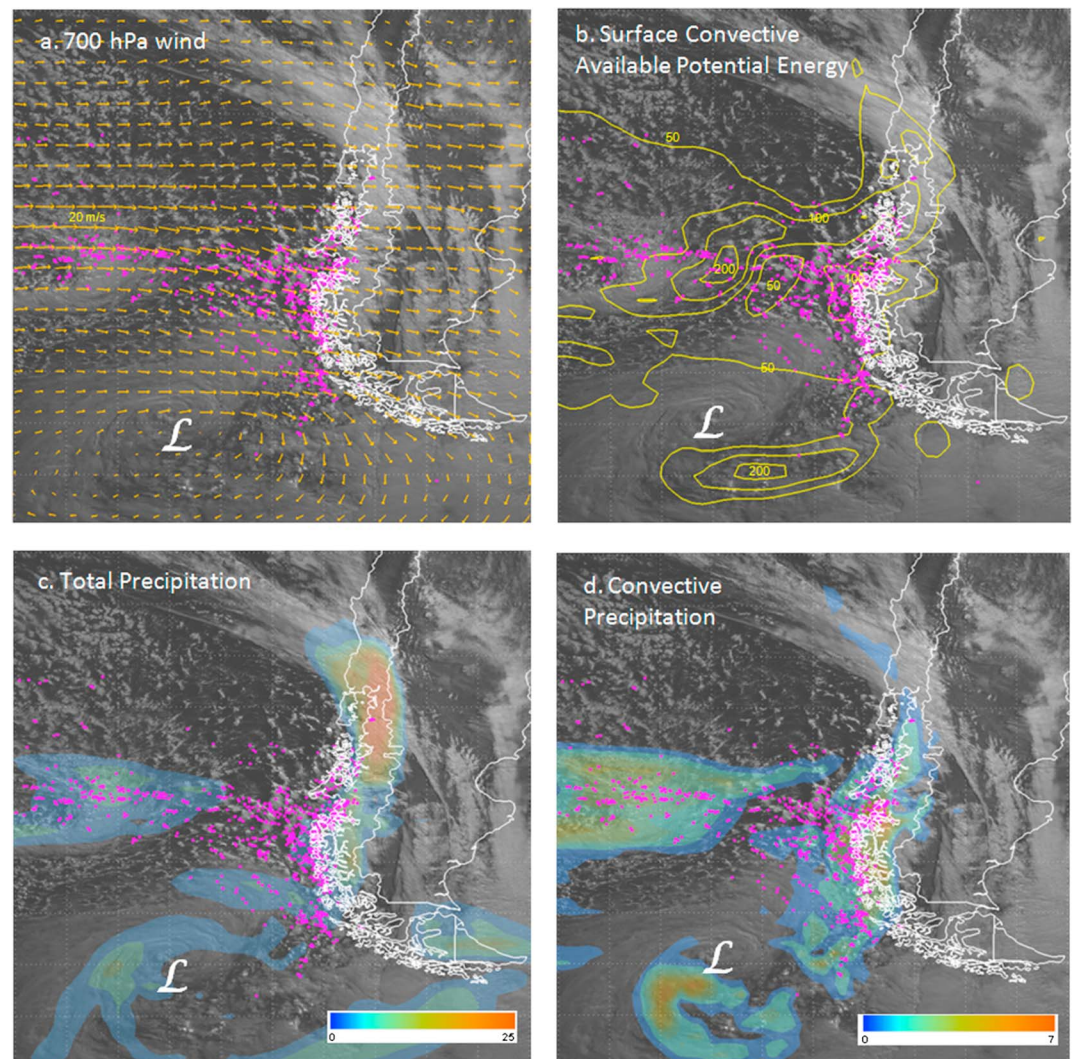 a. 700 hPa wind
20 m/s
L
b. Surface Convective
Available Potential Energy
50
100
200
50
100
50
L
200
c. Total Precipitation
L
0 25
d. Convective
Precipitation
L
0 7